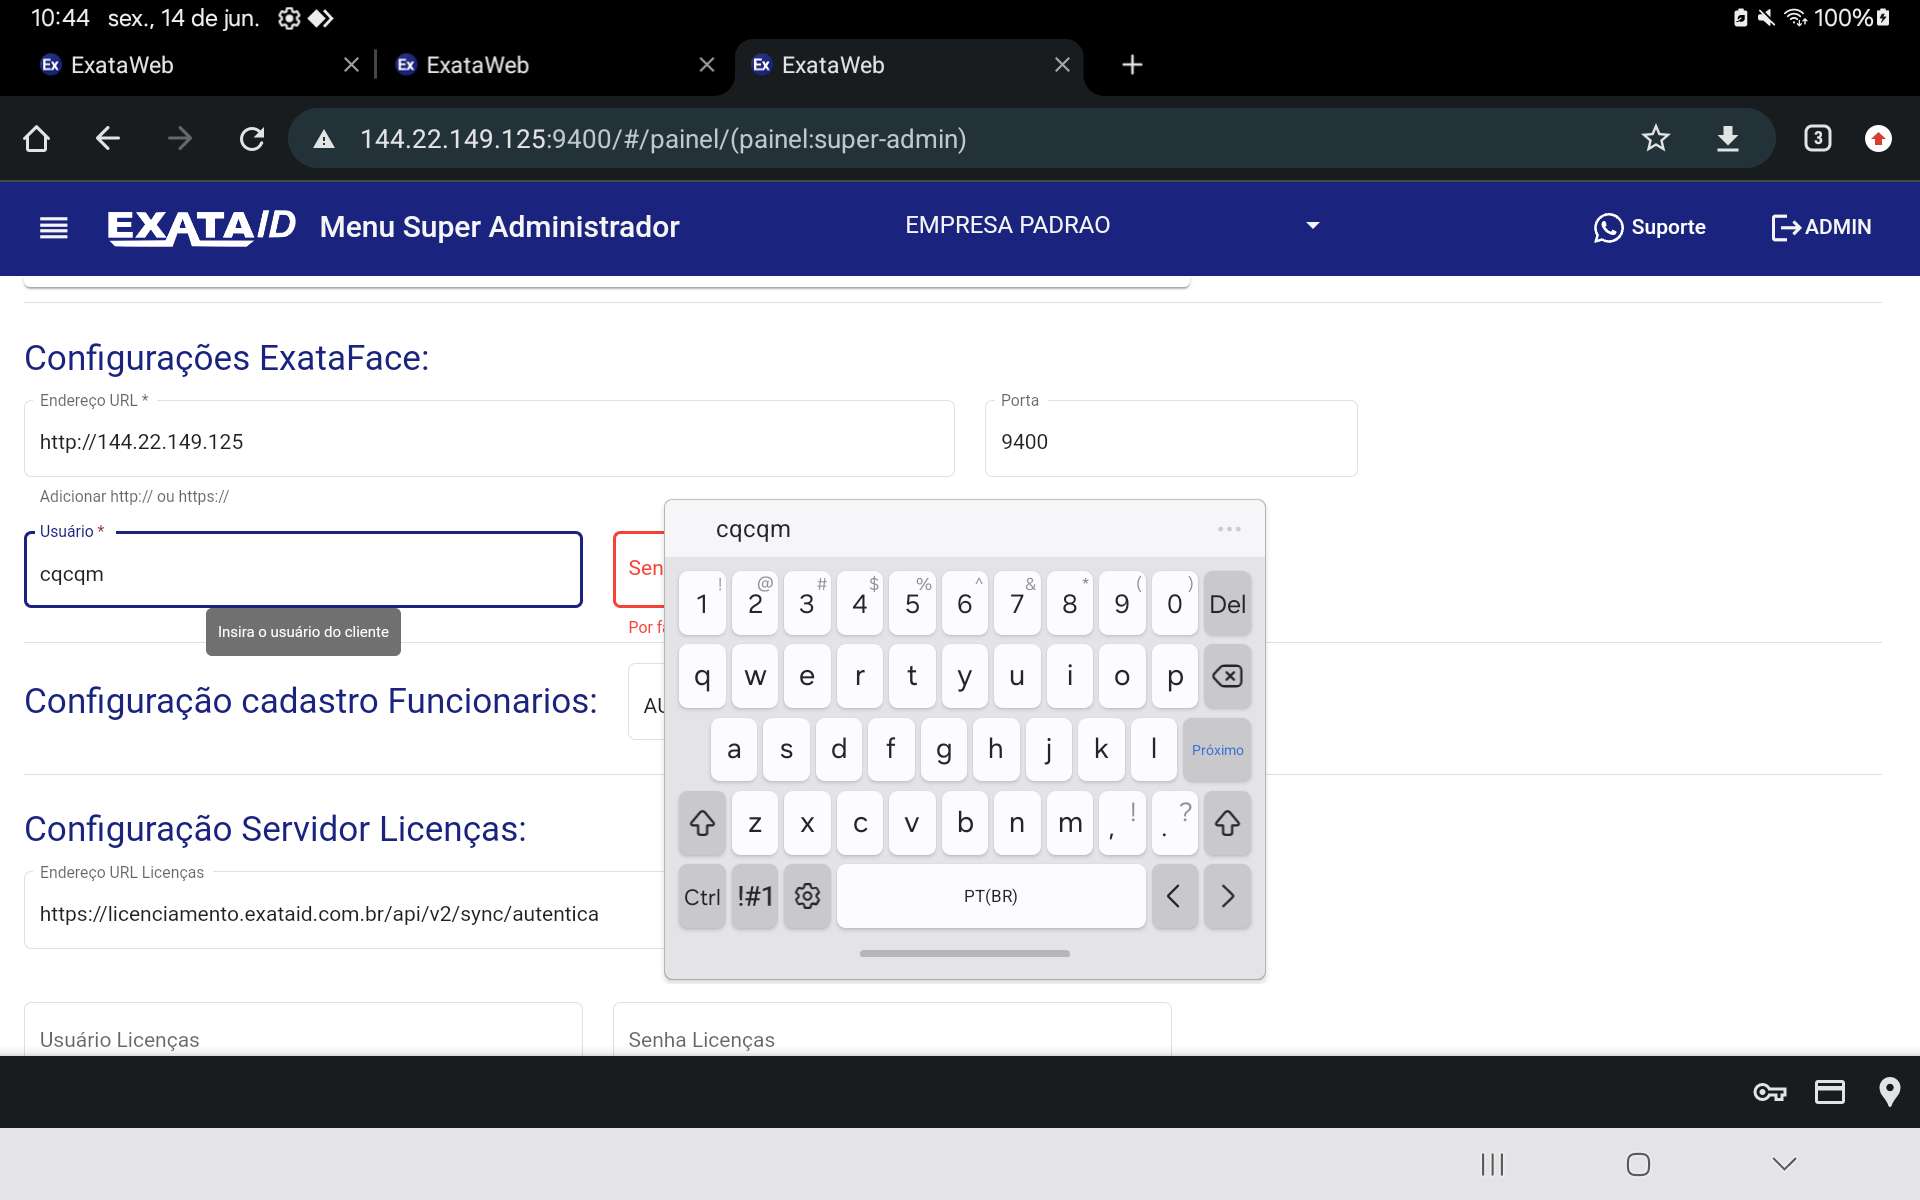 10:44 sex., 14 de jun. 100%
Ex ExataWeb
Ex ExataWeb
Ex ExataWeb
144.22.149.125:9400/#/painel/(painel:super-admin)
3
EXATAID Menu Super Administrador EMPRESA PADRAO Suporte ADMIN
Configurações ExataFace:
Endereço URL * Porta
http://144.22.149.125 9400
Adicionar http:// ou https://
Usuário *
cqcqm
Sen
Insira o usuário do cliente
Por fa
Configuração cadastro Funcionarios:
AU
Configuração Servidor Licenças:
Endereço URL Licenças
https://licenciamento.exataid.com.br/api/v2/sync/autentica
Usuário Licenças Senha Licenças
cqcqm
! @ # $ % ^ & * ( )
1 2 3 4 5 6 7 8 9 0 Del
q w e r t y u i o p
a s d f g h j k l Próximo
z x c v b n m , ! . ?
Ctrl !#1 PT(BR) < >